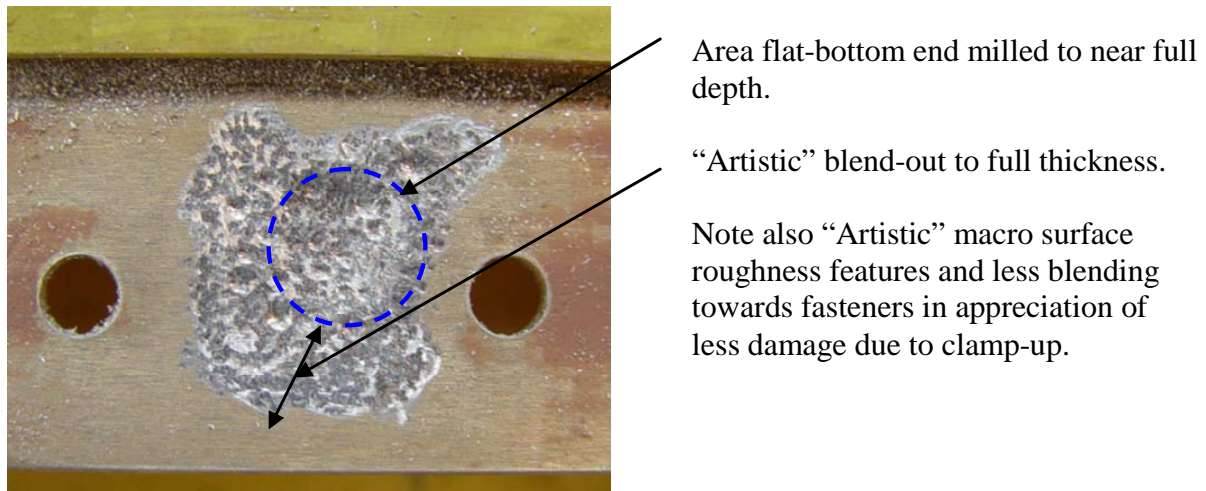 Area flat-bottom end milled to near full
depth.
“Artistic” blend-out to full thickness.
Note also “Artistic” macro surface
roughness features and less blending
towards fasteners in appreciation of
less damage due to clamp-up.